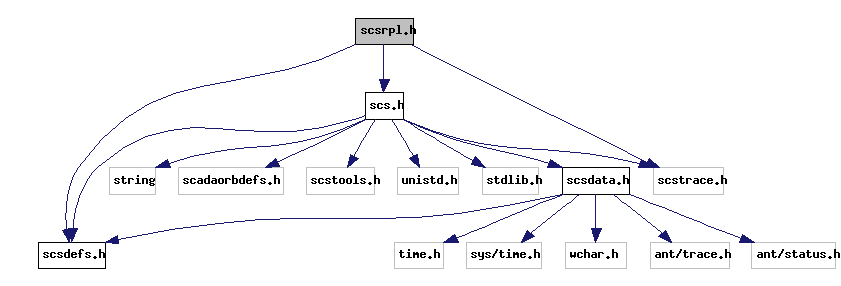 scsrpl.h
scs.h
string
scadaorbdefs.h
scstools.h
unistd.h
stdlib.h
scsdata.h
scstrace.h
scsdefs.h
time.h
sys/time.h
wchar.h
ant/trace.h
ant/status.h